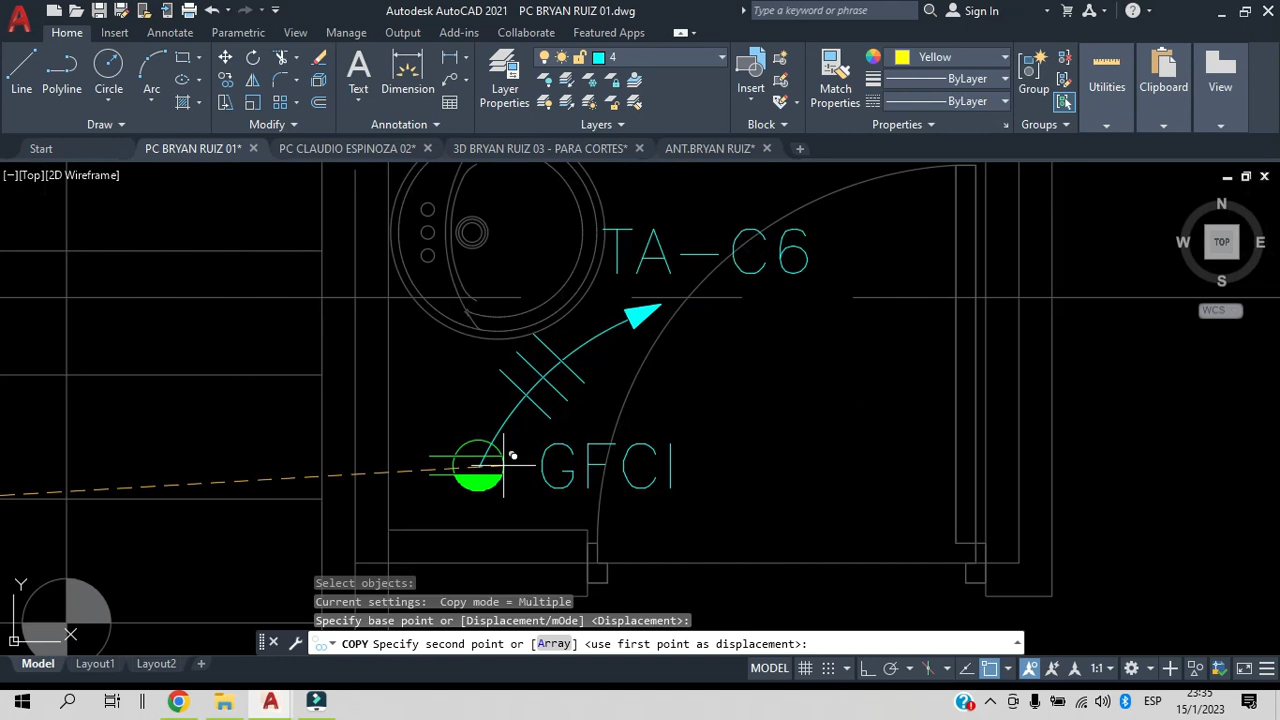 Autodesk AutoCAD 2021 PC BRYAN RUIZ 01.dwg
Type a keyword or phrase
Sign In
Home Insert Annotate Parametric View Manage Output Add-ins Collaborate Featured Apps
Line Polyline Circle Arc
Draw
Modify
Text Dimension
Annotation
Layer Properties
4
Layers
Insert
Block
Match Properties
Yellow
ByLayer
ByLayer
Properties
Group
Groups
Utilities
Clipboard
View
Start PC BRYAN RUIZ 01* PC CLAUDIO ESPINOZA 02* 3D BRYAN RUIZ 03 - PARA CORTES* ANT.BRYAN RUIZ*
[−][Top][2D Wireframe]
N
W TOP E
S
WCS
TA-C6
GFCI
Y
X
Select objects:
Current settings: Copy mode = Multiple
Specify base point or [Displacement/mOde] <Displacement>:
COPY Specify second point or [Array] <use first point as displacement>:
Model Layout1 Layout2
MODEL
1:1
ESP
23:35
15/1/2023